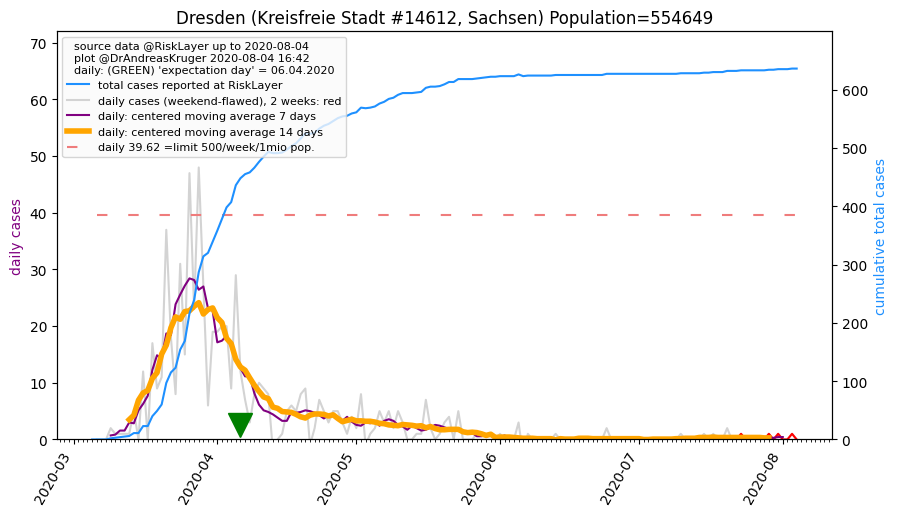 Dresden (Kreisfreie Stadt #14612, Sachsen) Population=554649
source data @RiskLayer up to 2020-08-04
plot @DrAndreasKruger 2020-08-04 16:42
daily: (GREEN) 'expectation day' = 06.04.2020
total cases reported at RiskLayer
daily cases (weekend-flawed), 2 weeks: red
daily: centered moving average 7 days
daily: centered moving average 14 days
daily 39.62 =limit 500/week/1mio pop.
daily cases
70
60
50
40
30
20
10
0
cumulative total cases
600
500
400
300
200
100
0
2020-03
2020-04
2020-05
2020-06
2020-07
2020-08